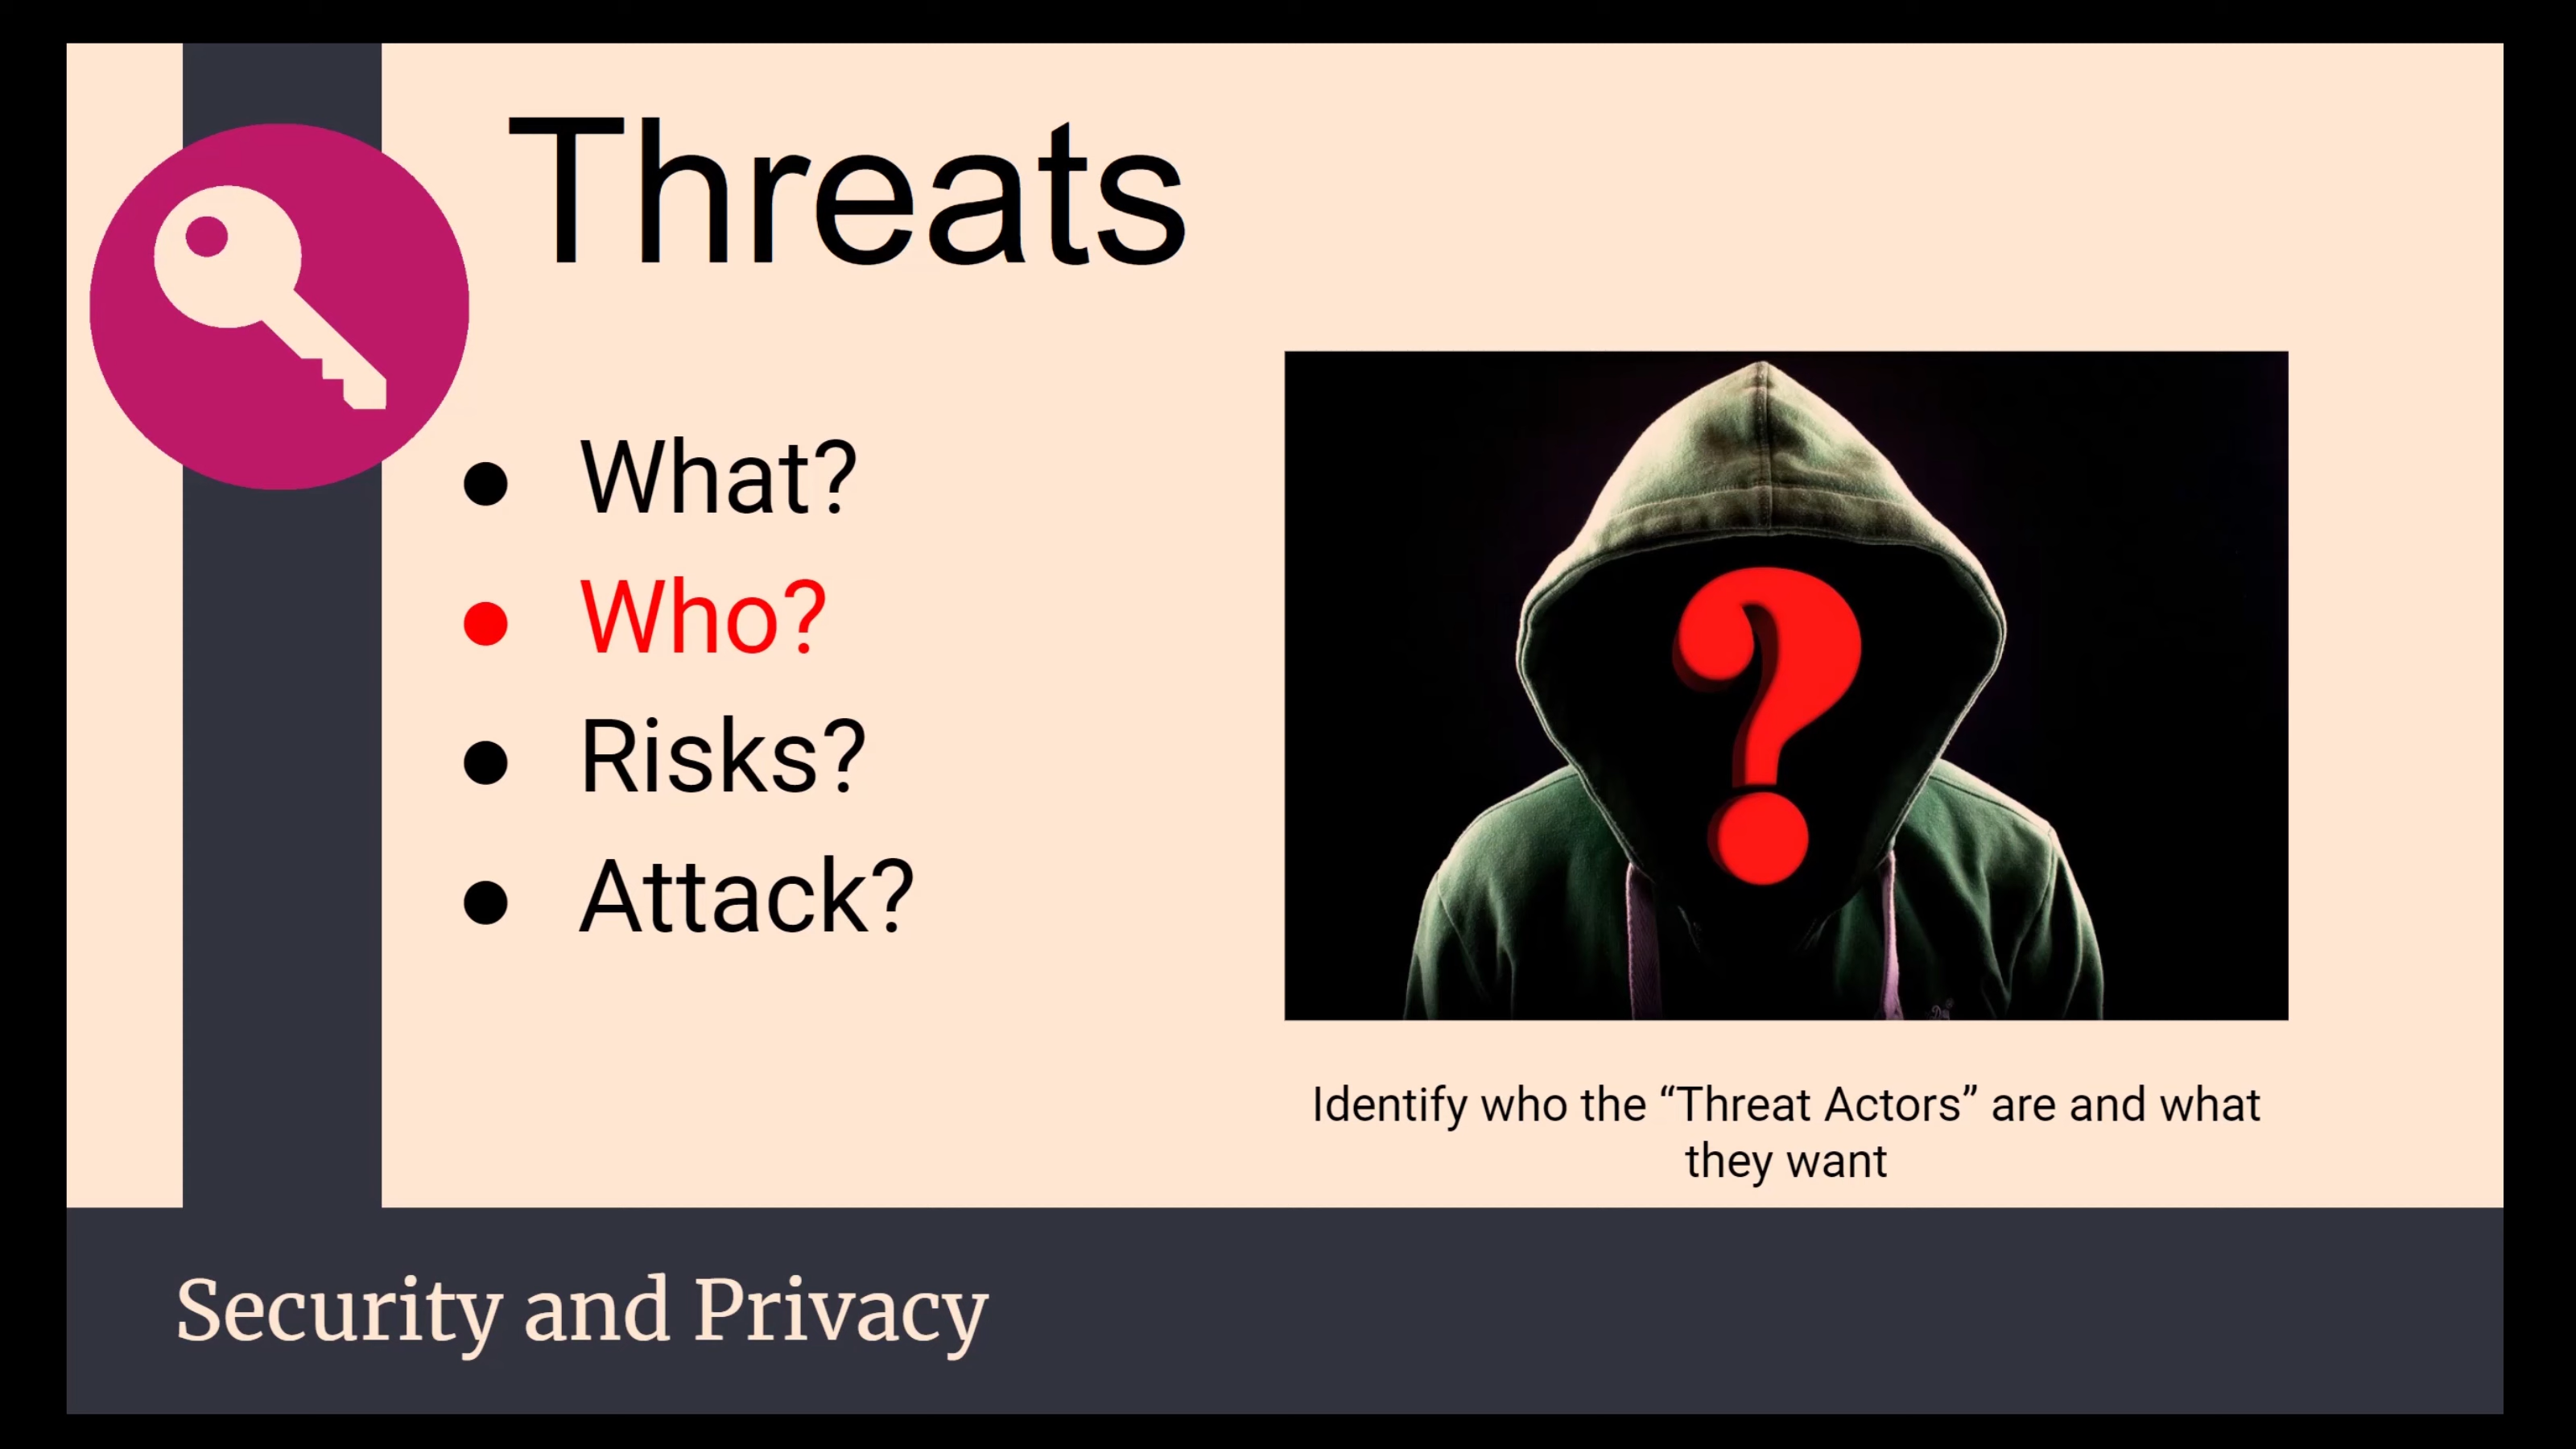 Threats
● What?
● Who?
● Risks?
● Attack?
?
Identify who the “Threat Actors” are and what
they want
Security and Privacy